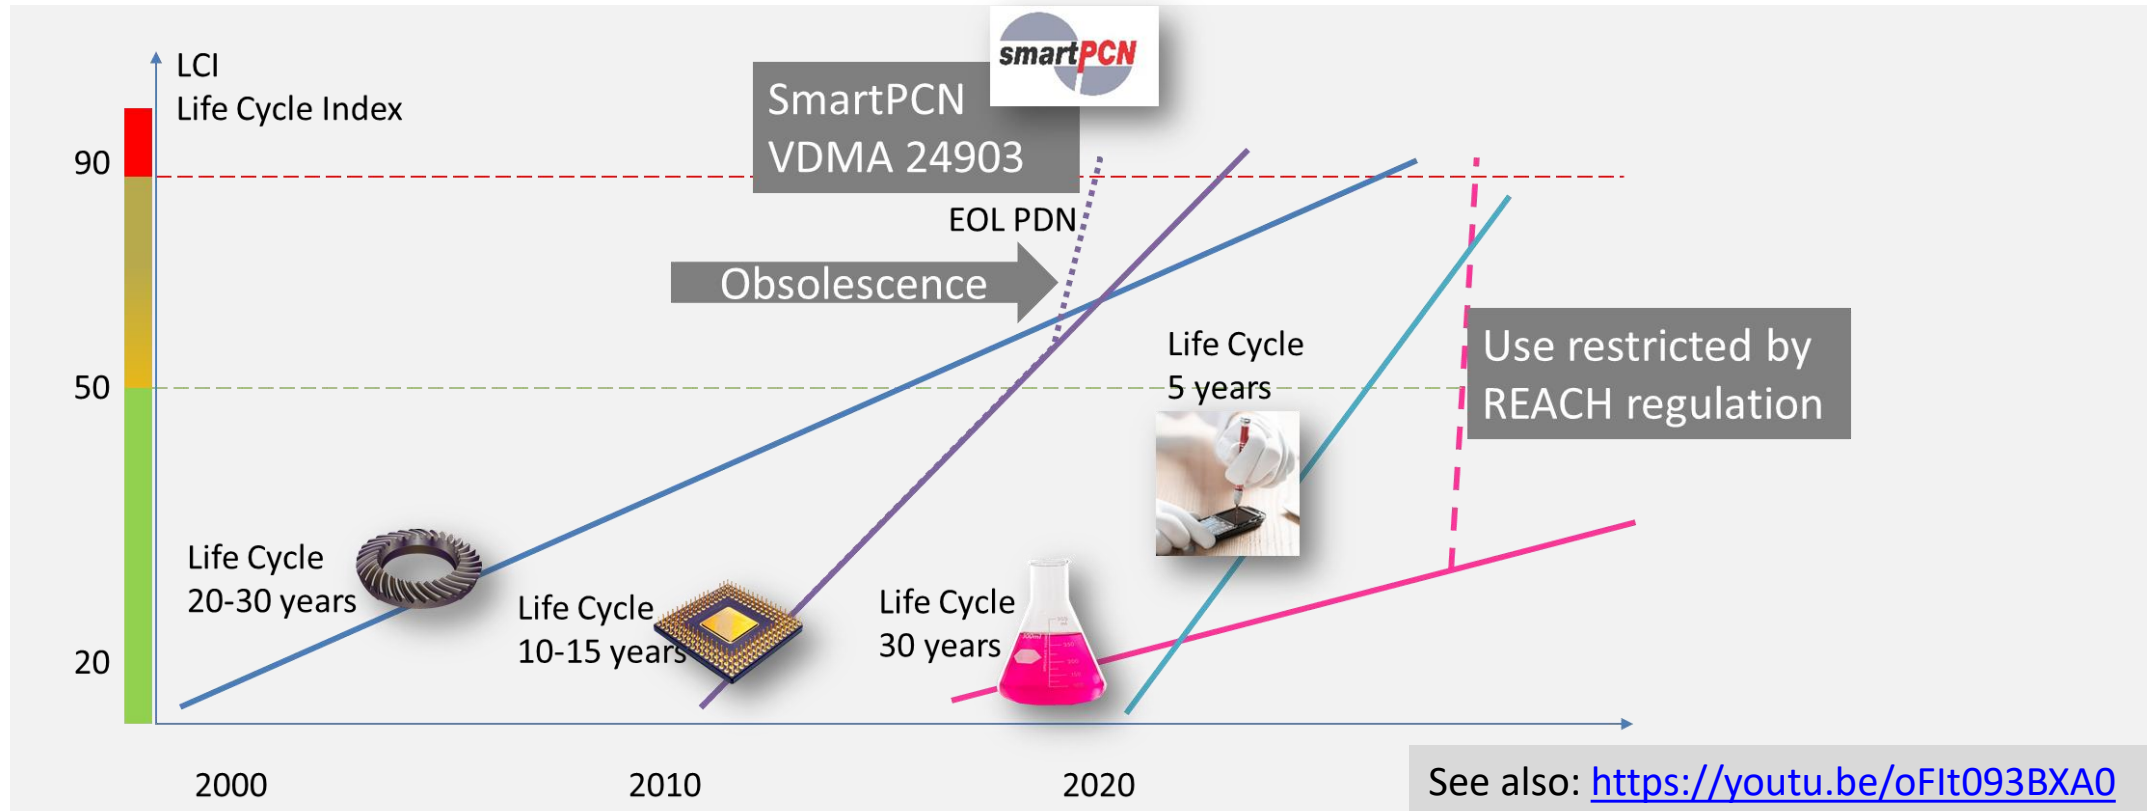 smartPCN
LCI
Life Cycle Index
SmartPCN
VDMA 24903
90
EOL PDN
Obsolescence
Life Cycle
5 years
Use restricted by
REACH regulation
50
Life Cycle
20-30 years
Life Cycle
10-15 years
Life Cycle
30 years
20
2000
2010
2020
See also: https://youtu.be/oFIt093BXA0